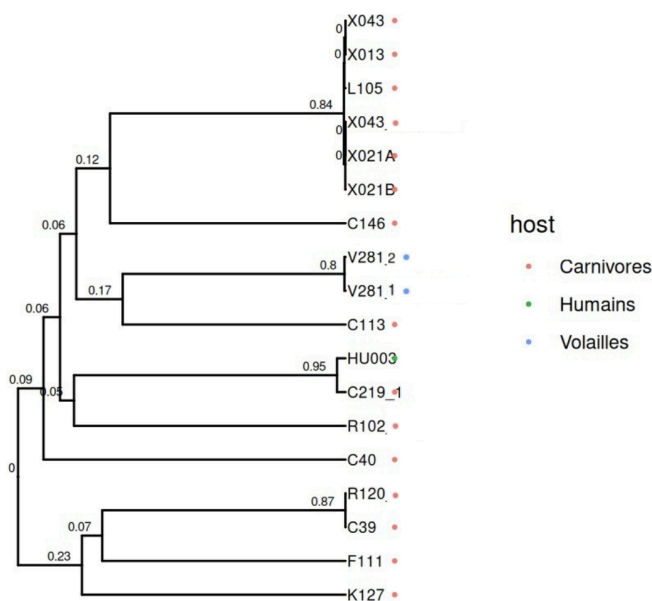 X043
0
X013
0
L105
0.84
X043
0
X021A
0.12
0
X021B
C146
0.06
host
V281_2
0.8
Carnivores
V281_1
0.17
Humains
0.06
C113
Volailles
HU003
0.95
0.09
C219_1
0.05
R102
C40
0
R120
0.87
C39
0.07
F111
0.23
K127